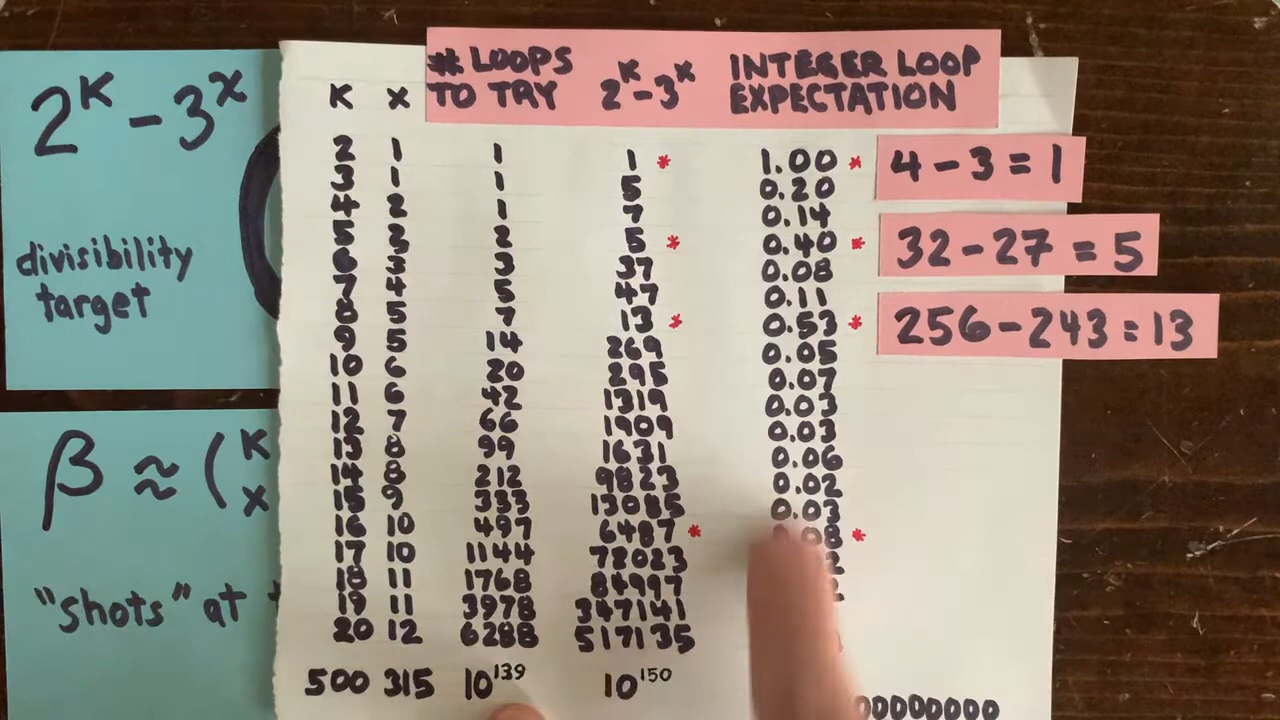 2^K - 3^X
divisibility
target
β ≈ (K
X
"shots" at
# LOOPS TO TRY 2^K-3^X INTEGER LOOP EXPECTATION
K X
2 1 1 1 * 1.00 *
3 1 1 5 0.20
4 2 1 7 0.14
5 3 2 5 * 0.40 *
6 3 3 37 0.08
7 4 5 47 0.11
8 5 7 13 * 0.53 *
9 5 14 269 0.05
10 6 20 295 0.07
11 6 42 1319 0.03
12 7 66 1909 0.03
13 8 99 1631 0.06
14 8 212 9823 0.02
15 9 333 13085 0.03
16 10 497 6487 * .08 *
17 10 1144 72023
18 11 1768 84997
19 11 3978 347141
20 12 6288 517135
500 315 10^139 10^150 00000000
4 - 3 = 1
32 - 27 = 5
256 - 243 = 13